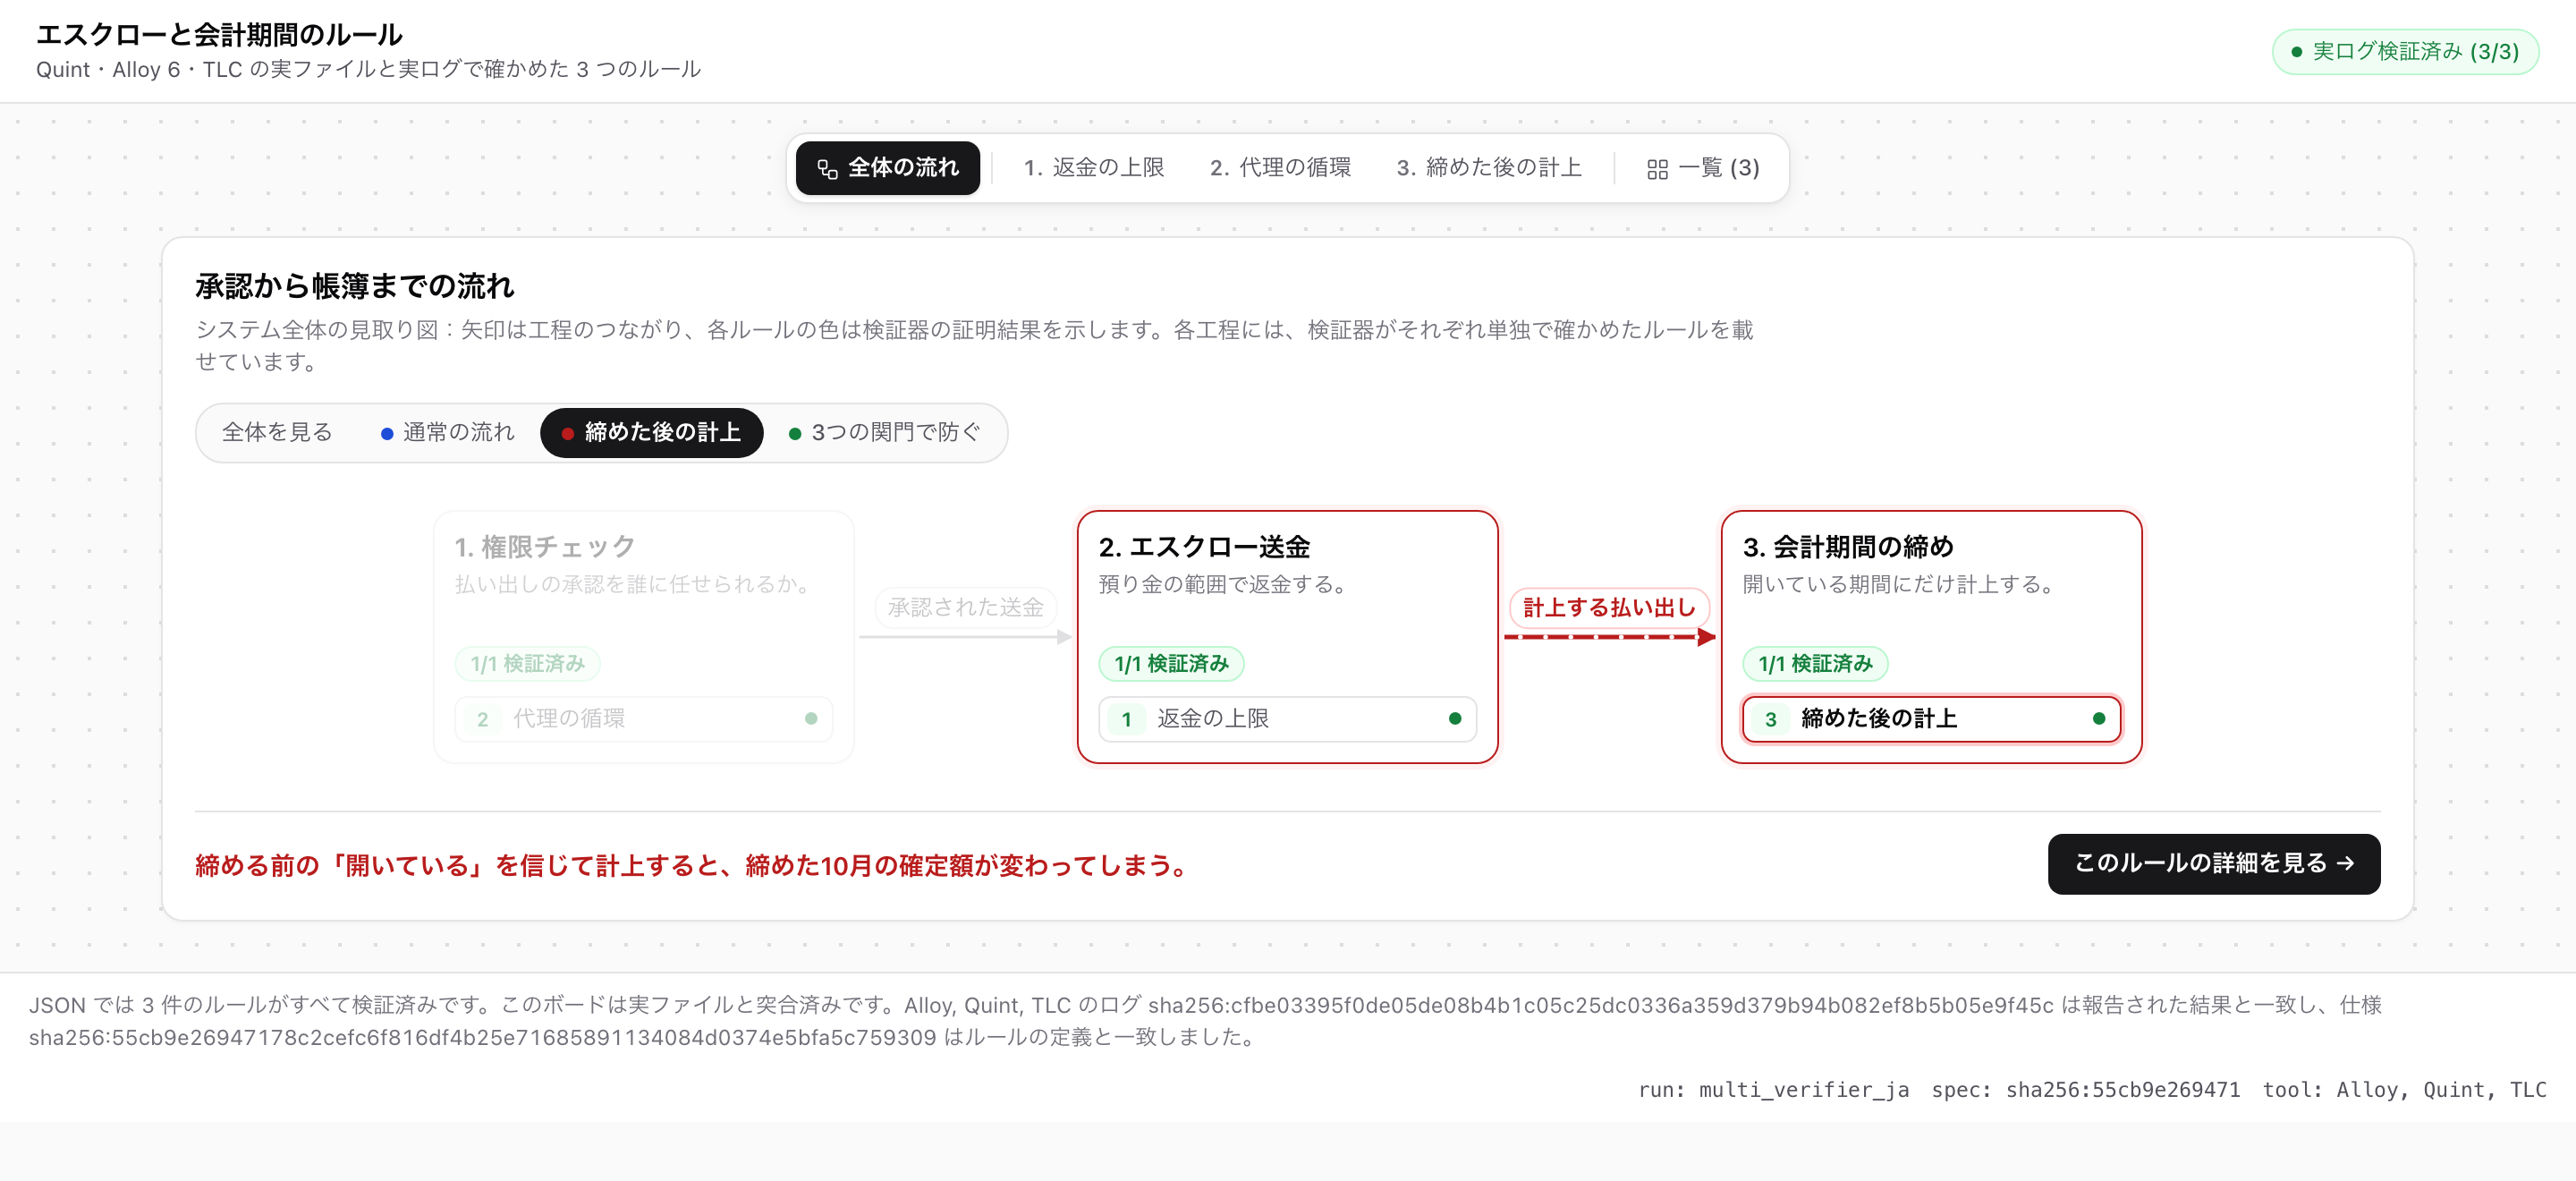 エスクローと会計期間のルール
Quint・Alloy 6・TLC の実ファイルと実ログで確かめた 3 つのルール
実ログ検証済み (3/3)
全体の流れ
1. 返金の上限
2. 代理の循環
3. 締めた後の計上
一覧 (3)
承認から帳簿までの流れ
システム全体の見取り図：矢印は工程のつながり、各ルールの色は検証器の証明結果を示します。各工程には、検証器がそれぞれ単独で確かめたルールを載
せています。
全体を見る
通常の流れ
締めた後の計上
3つの関門で防ぐ
1. 権限チェック
払い出しの承認を誰に任せられるか。
1/1 検証済み
2 代理の循環
承認された送金
2. エスクロー送金
預り金の範囲で返金する。
1/1 検証済み
1 返金の上限
計上する払い出し
3. 会計期間の締め
開いている期間にだけ計上する。
1/1 検証済み
3 締めた後の計上
締める前の「開いている」を信じて計上すると、締めた10月の確定額が変わってしまう。
このルールの詳細を見る →
JSON では 3 件のルールがすべて検証済みです。このボードは実ファイルと突合済みです。Alloy, Quint, TLC のログ sha256:cfbe03395f0de05de08b4b1c05c25dc0336a359d379b94b082ef8b5b05e9f45c は報告された結果と一致し、仕様
sha256:55cb9e26947178c2cefc6f816df4b25e71685891134084d0374e5bfa5c759309 はルールの定義と一致しました。
run: multi_verifier_ja spec: sha256:55cb9e269471 tool: Alloy, Quint, TLC